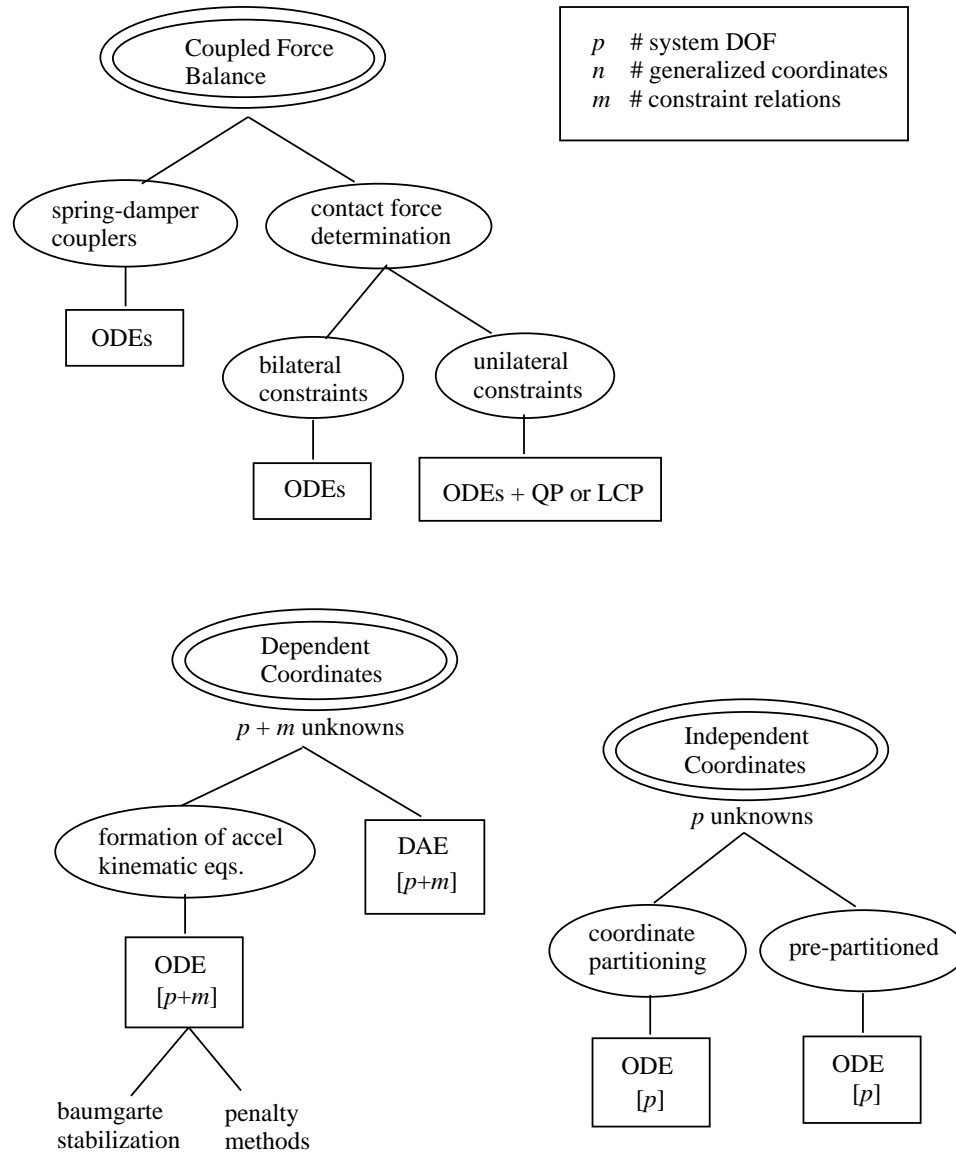 Coupled Force
Balance
p # system DOF
n # generalized coordinates
m # constraint relations
spring-damper
couplers
contact force
determination
ODEs
bilateral
constraints
unilateral
constraints
ODEs
ODEs + QP or LCP
Dependent
Coordinates
p + m unknowns
formation of accel
kinematic eqs.
DAE
[p+m]
ODE
[p+m]
baumgarte
stabilization
penalty
methods
Independent
Coordinates
p unknowns
coordinate
partitioning
pre-partitioned
ODE
[p]
ODE
[p]